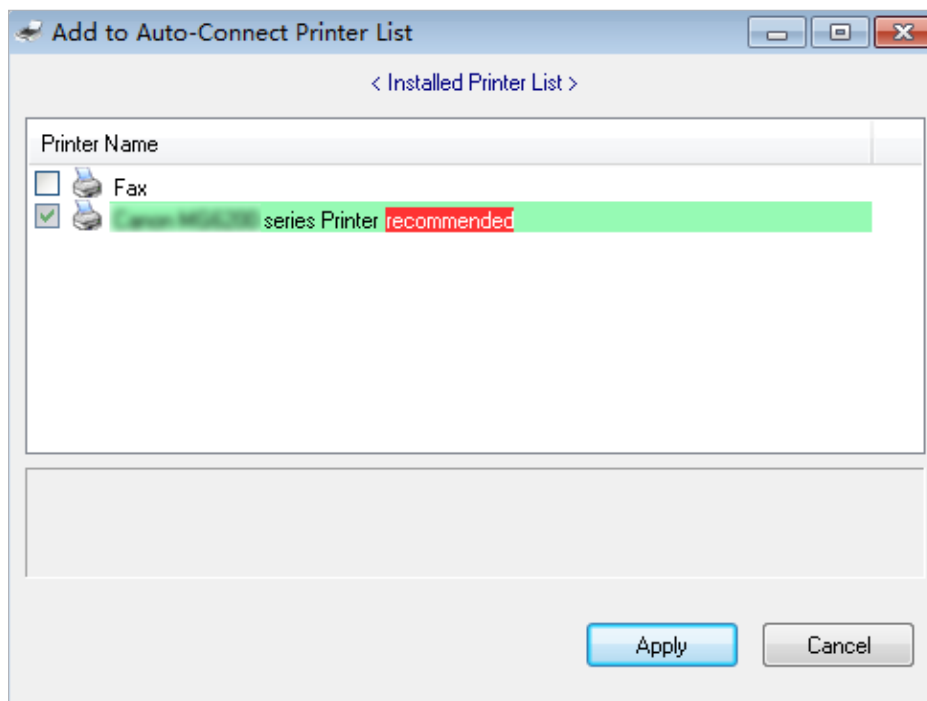 Add to Auto-Connect Printer List
< Installed Printer List >
Printer Name
Fax
series Printer recommended
Apply
Cancel